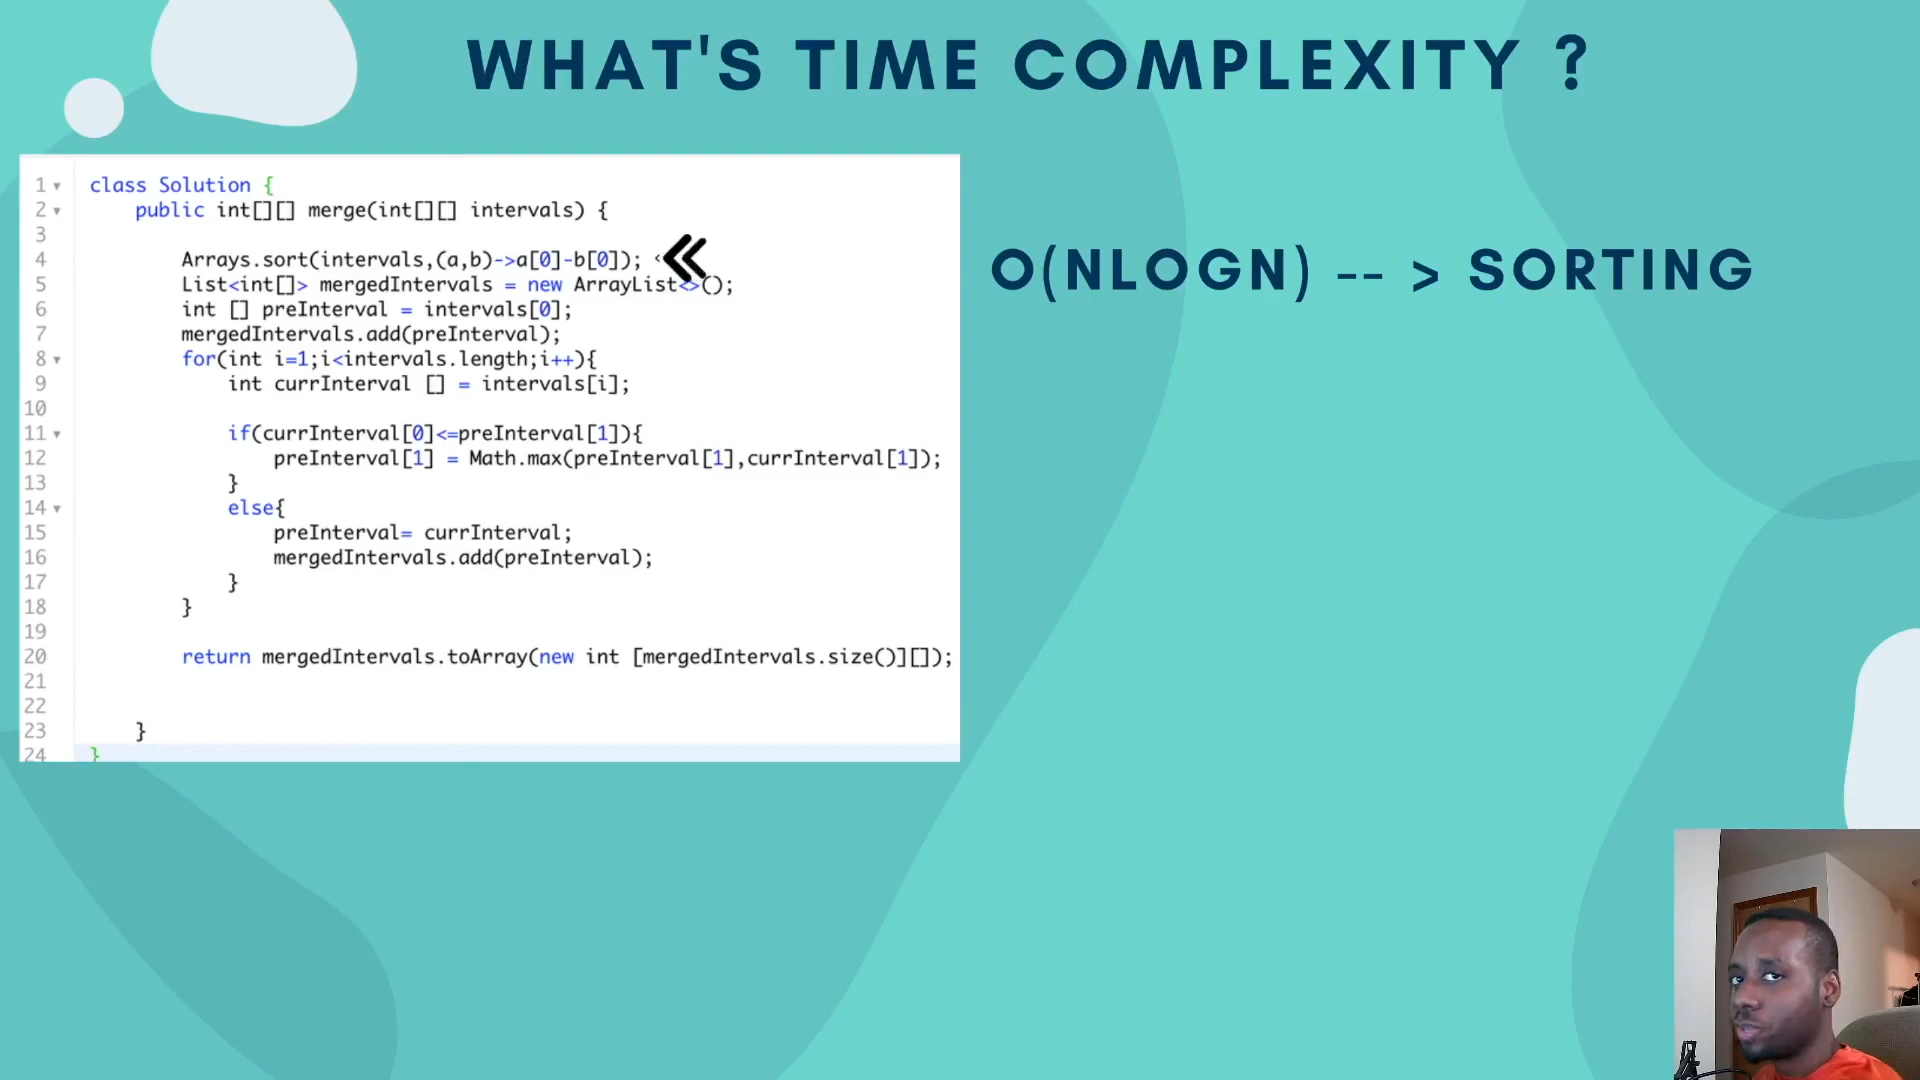 WHAT'S TIME COMPLEXITY ?
1 class Solution {
2 public int[][] merge(int[][] intervals) {
3
4 Arrays.sort(intervals,(a,b)->a[0]-b[0]);
5 List<int[]> mergedIntervals = new ArrayList<>();
6 int [] preInterval = intervals[0];
7 mergedIntervals.add(preInterval);
8 for(int i=1;i<intervals.length;i++){
9 int currInterval [] = intervals[i];
10
11 if(currInterval[0]<=preInterval[1]){
12 preInterval[1] = Math.max(preInterval[1],currInterval[1]);
13 }
14 else{
15 preInterval= currInterval;
16 mergedIntervals.add(preInterval);
17 }
18 }
19
20 return mergedIntervals.toArray(new int [mergedIntervals.size()][]);
21
22
23 }
24 }
O(NLOGN) -- > SORTING